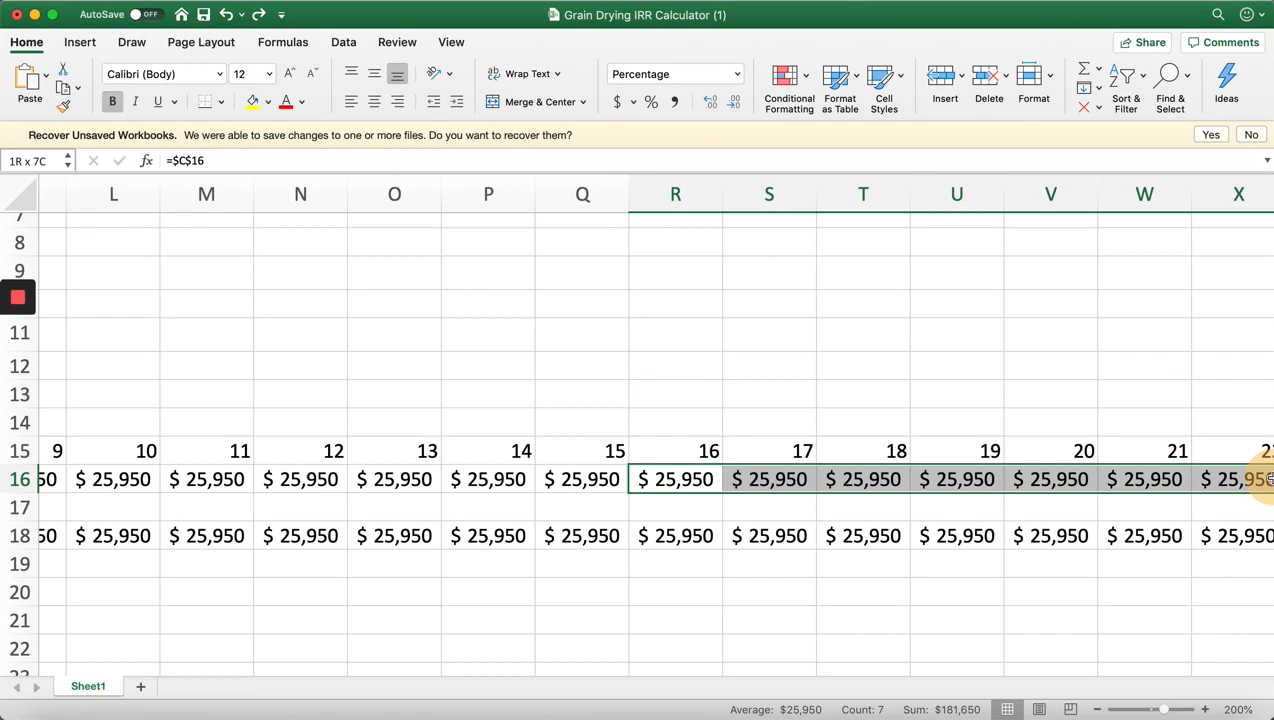 AutoSave OFF Grain Drying IRR Calculator (1)
Home Insert Draw Page Layout Formulas Data Review View Share Comments
Paste Calibri (Body) 12 Wrap Text Percentage
B I U A Merge & Center $ % Conditional Formatting Format as Table Cell Styles Insert Delete Format Sort & Filter Find & Select Ideas
Recover Unsaved Workbooks. We were able to save changes to one or more files. Do you want to recover them? Yes No
1R x 7C fx =$C$16
L M N O P Q R S T U V W X
7
8
9
11
12
13
14
15 9 10 11 12 13 14 15 16 17 18 19 20 21
16 50 $ 25,950 $ 25,950 $ 25,950 $ 25,950 $ 25,950 $ 25,950 $ 25,950 $ 25,950 $ 25,950 $ 25,950 $ 25,950 $ 25,950 $ 25,950
17
18 50 $ 25,950 $ 25,950 $ 25,950 $ 25,950 $ 25,950 $ 25,950 $ 25,950 $ 25,950 $ 25,950 $ 25,950 $ 25,950 $ 25,950 $ 25,950
19
20
21
22
Sheet1
Average: $25,950 Count: 7 Sum: $181,650 200%